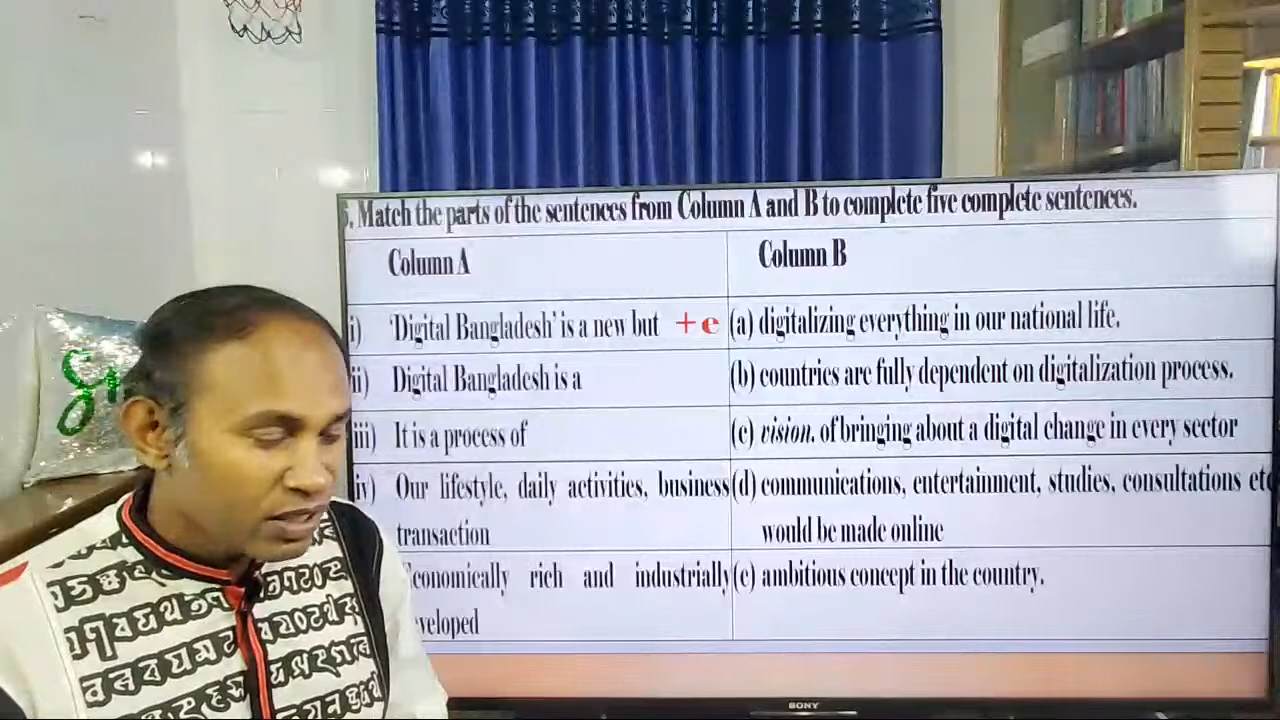 . Match the parts of the sentences from Column A and B to complete five complete sentences.
Column A
Column B
i) 'Digital Bangladesh' is a new but +e
(a) digitalizing everything in our national life.
ii) Digital Bangladesh is a
(b) countries are fully dependent on digitalization process.
iii) It is a process of
(c) vision. of bringing about a digital change in every sector
iv) Our lifestyle, daily activities, business
transaction
(d) communications, entertainment, studies, consultations etc
would be made online
conomically rich and industrially
veloped
(e) ambitious concept in the country.
SONY